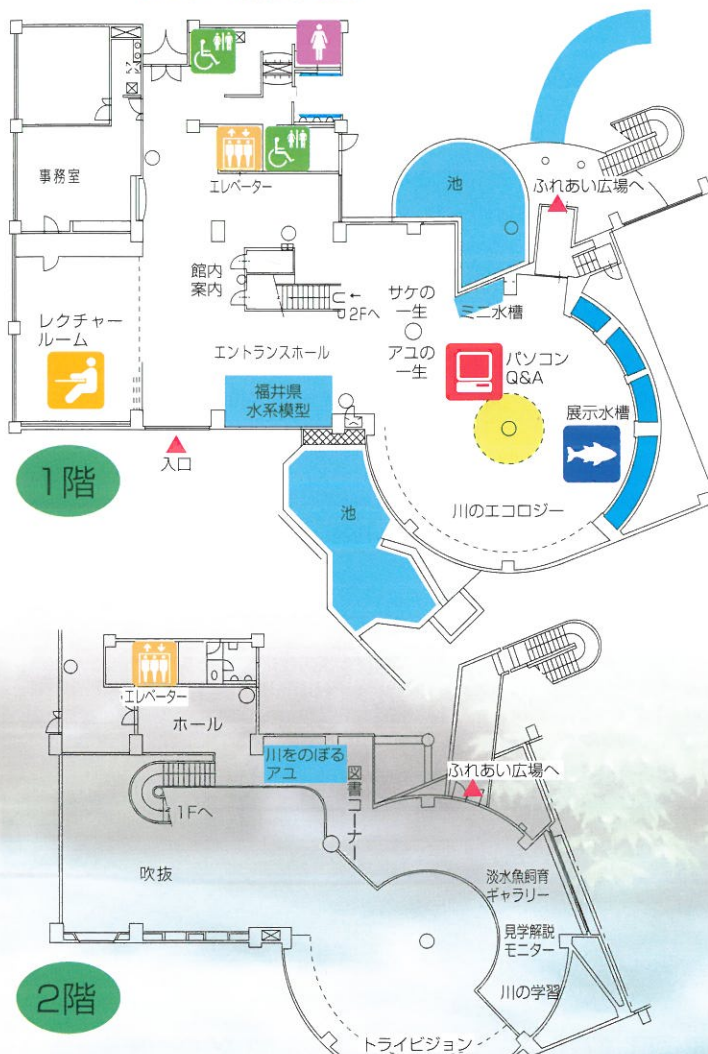 事務室
エレベーター
池
ふれあい広場へ
館内
案内
2Fへ
サケの
一生
ミニ水槽
レクチャー
ルーム
エントランスホール
アユの
一生
パソコン
Q&A
福井県
水系模型
展示水槽
入口
1階
池
川のエコロジー
エレベーター
ホール
川をのぼる
アユ
図書コーナー
ふれあい広場へ
1Fへ
吹抜
淡水魚飼育
ギャラリー
見学解説
モニター
川の学習
2階
トライビジョン